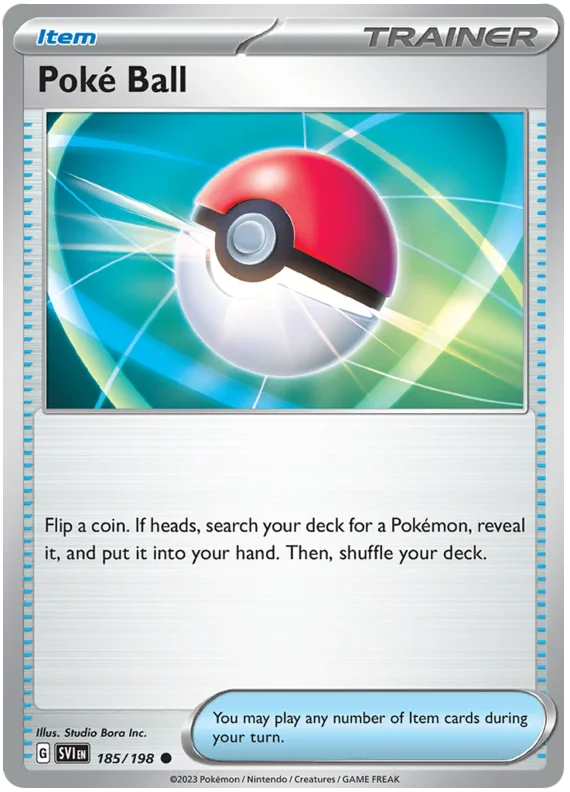 Item
TRAINER
Poké Ball
Flip a coin. If heads, search your deck for a Pokémon, reveal
it, and put it into your hand. Then, shuffle your deck.
You may play any number of Item cards during
your turn.
Illus. Studio Bora Inc.
G SVI EN 185/198 ●
©2023 Pokémon / Nintendo / Creatures / GAME FREAK